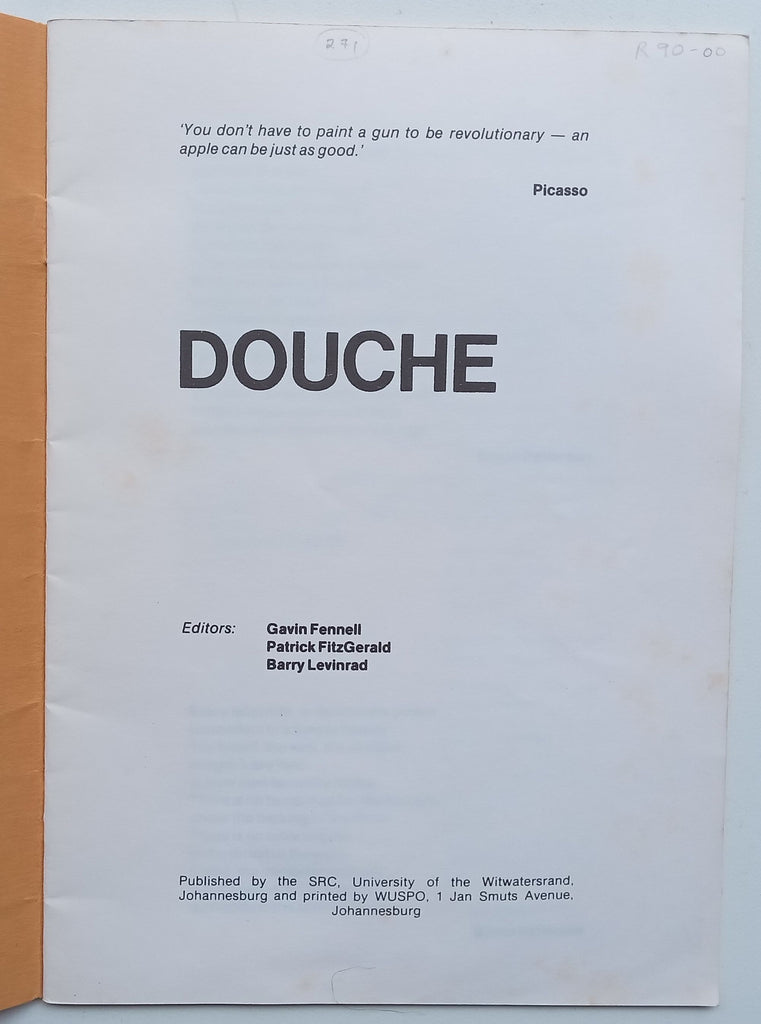 271
R 90-00
'You don't have to paint a gun to be revolutionary — an
apple can be just as good.'
Picasso
DOUCHE
Editors: Gavin Fennell
Patrick FitzGerald
Barry Levinrad
Published by the SRC, University of the Witwatersrand,
Johannesburg and printed by WUSPO, 1 Jan Smuts Avenue,
Johannesburg